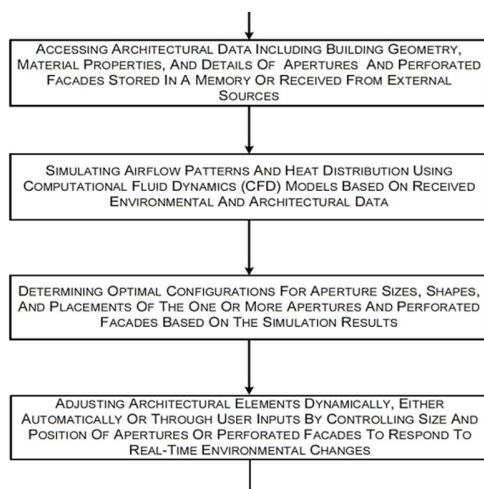 ACCESSING ARCHITECTURAL DATA INCLUDING BUILDING GEOMETRY,
MATERIAL PROPERTIES, AND DETAILS OF APERTURES AND PERFORATED
FACADES STORED IN A MEMORY OR RECEIVED FROM EXTERNAL
SOURCES
SIMULATING AIRFLOW PATTERNS AND HEAT DISTRIBUTION USING
COMPUTATIONAL FLUID DYNAMICS (CFD) MODELS BASED ON RECEIVED
ENVIRONMENTAL AND ARCHITECTURAL DATA
DETERMINING OPTIMAL CONFIGURATIONS FOR APERTURE SIZES, SHAPES,
AND PLACEMENTS OF THE ONE OR MORE APERTURES AND PERFORATED
FACADES BASED ON THE SIMULATION RESULTS
ADJUSTING ARCHITECTURAL ELEMENTS DYNAMICALLY, EITHER
AUTOMATICALLY OR THROUGH USER INPUTS BY CONTROLLING SIZE AND
POSITION OF APERTURES OR PERFORATED FACADES TO RESPOND TO
REAL-TIME ENVIRONMENTAL CHANGES